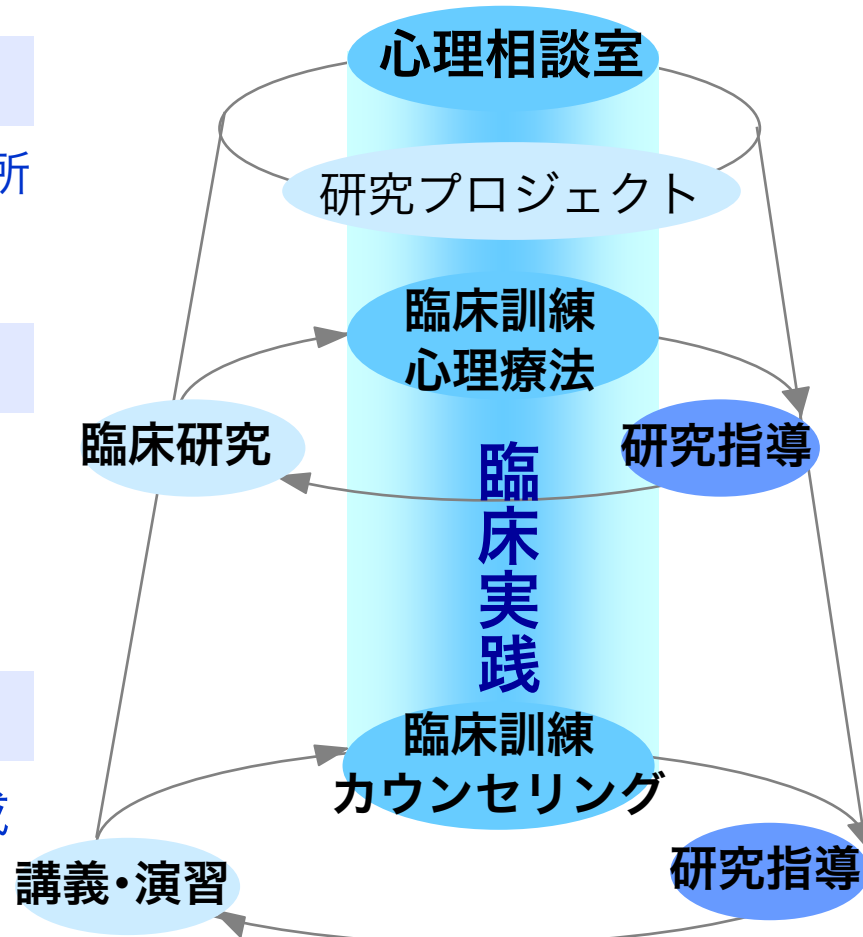 心理相談室
所
研究プロジェクト
臨床訓練
心理療法
臨床研究
研究指導
臨床実践
臨床訓練
カウンセリング
講義・演習
研究指導